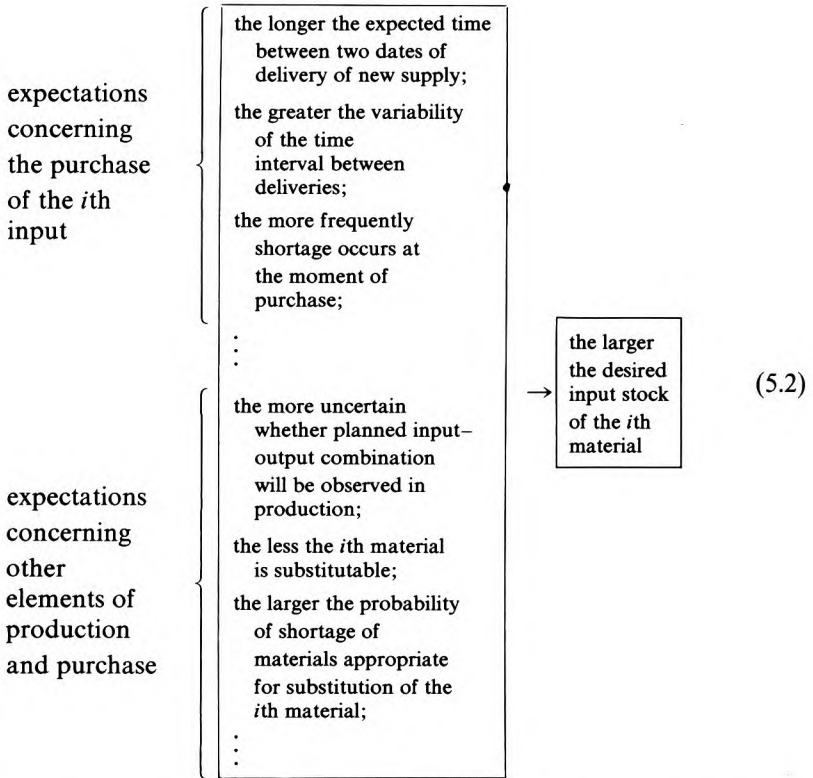 expectations
concerning
the purchase
of the ith
input
the longer the expected time
between two dates of
delivery of new supply;
the greater the variability
of the time
interval between
deliveries;
the more frequently
shortage occurs at
the moment of
purchase;
⋮
expectations
concerning
other
elements of
production
and purchase
the more uncertain
whether planned input–
output combination
will be observed in
production;
the less the ith material
is substitutable;
the larger the probability
of shortage of
materials appropriate
for substitution of the
ith material;
⋮
→
the larger
the desired
input stock
of the ith
material
(5.2)